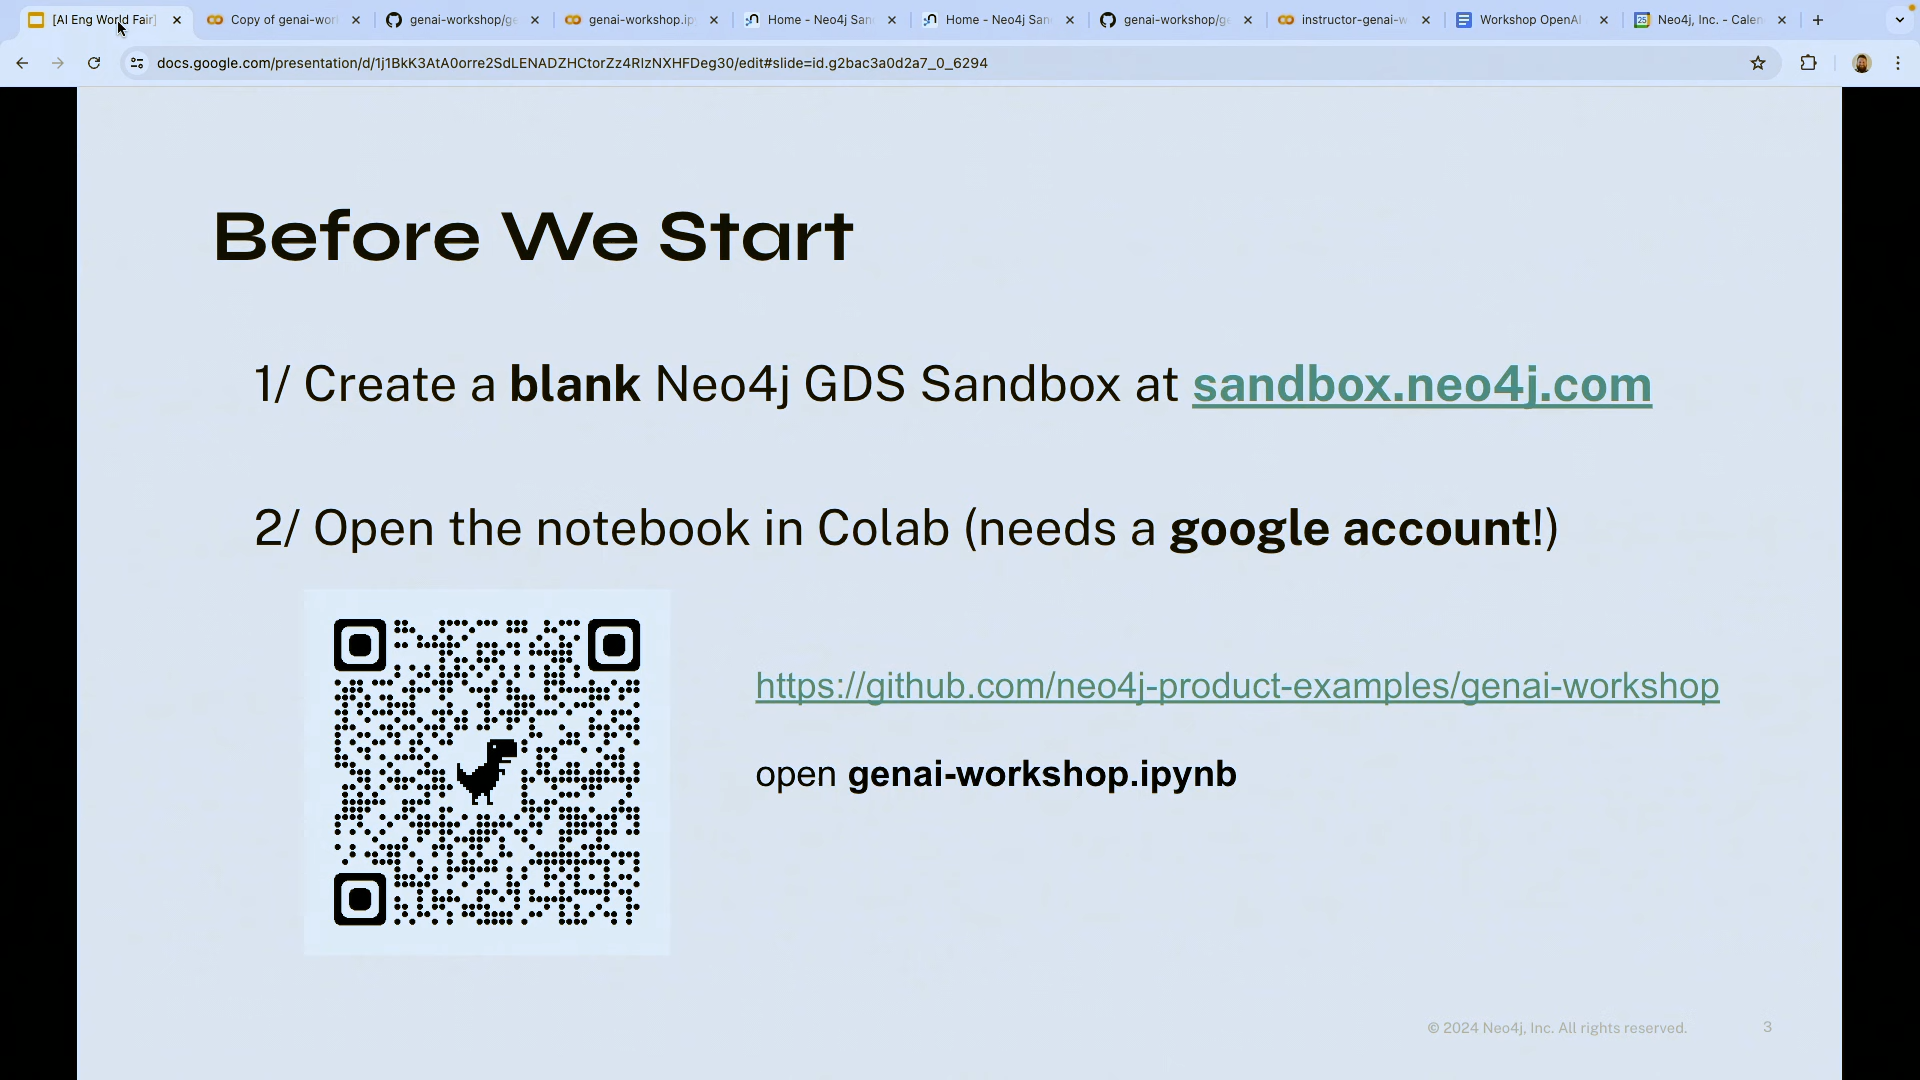 [AI Eng World Fair]
Copy of genai-wor
genai-workshop/ge
genai-workshop.ip
Home - Neo4j San
Home - Neo4j San
genai-workshop/ge
instructor-genai-w
Workshop OpenAI
Neo4j, Inc. - Calen
docs.google.com/presentation/d/1j1BkK3AtA0orre2SdLENADZHCtorZz4RIzNXHFDeg30/edit#slide=id.g2bac3a0d2a7_0_6294
Before We Start
1/ Create a blank Neo4j GDS Sandbox at sandbox.neo4j.com
2/ Open the notebook in Colab (needs a google account!)
https://github.com/neo4j-product-examples/genai-workshop
open genai-workshop.ipynb
© 2024 Neo4j, Inc. All rights reserved.
3